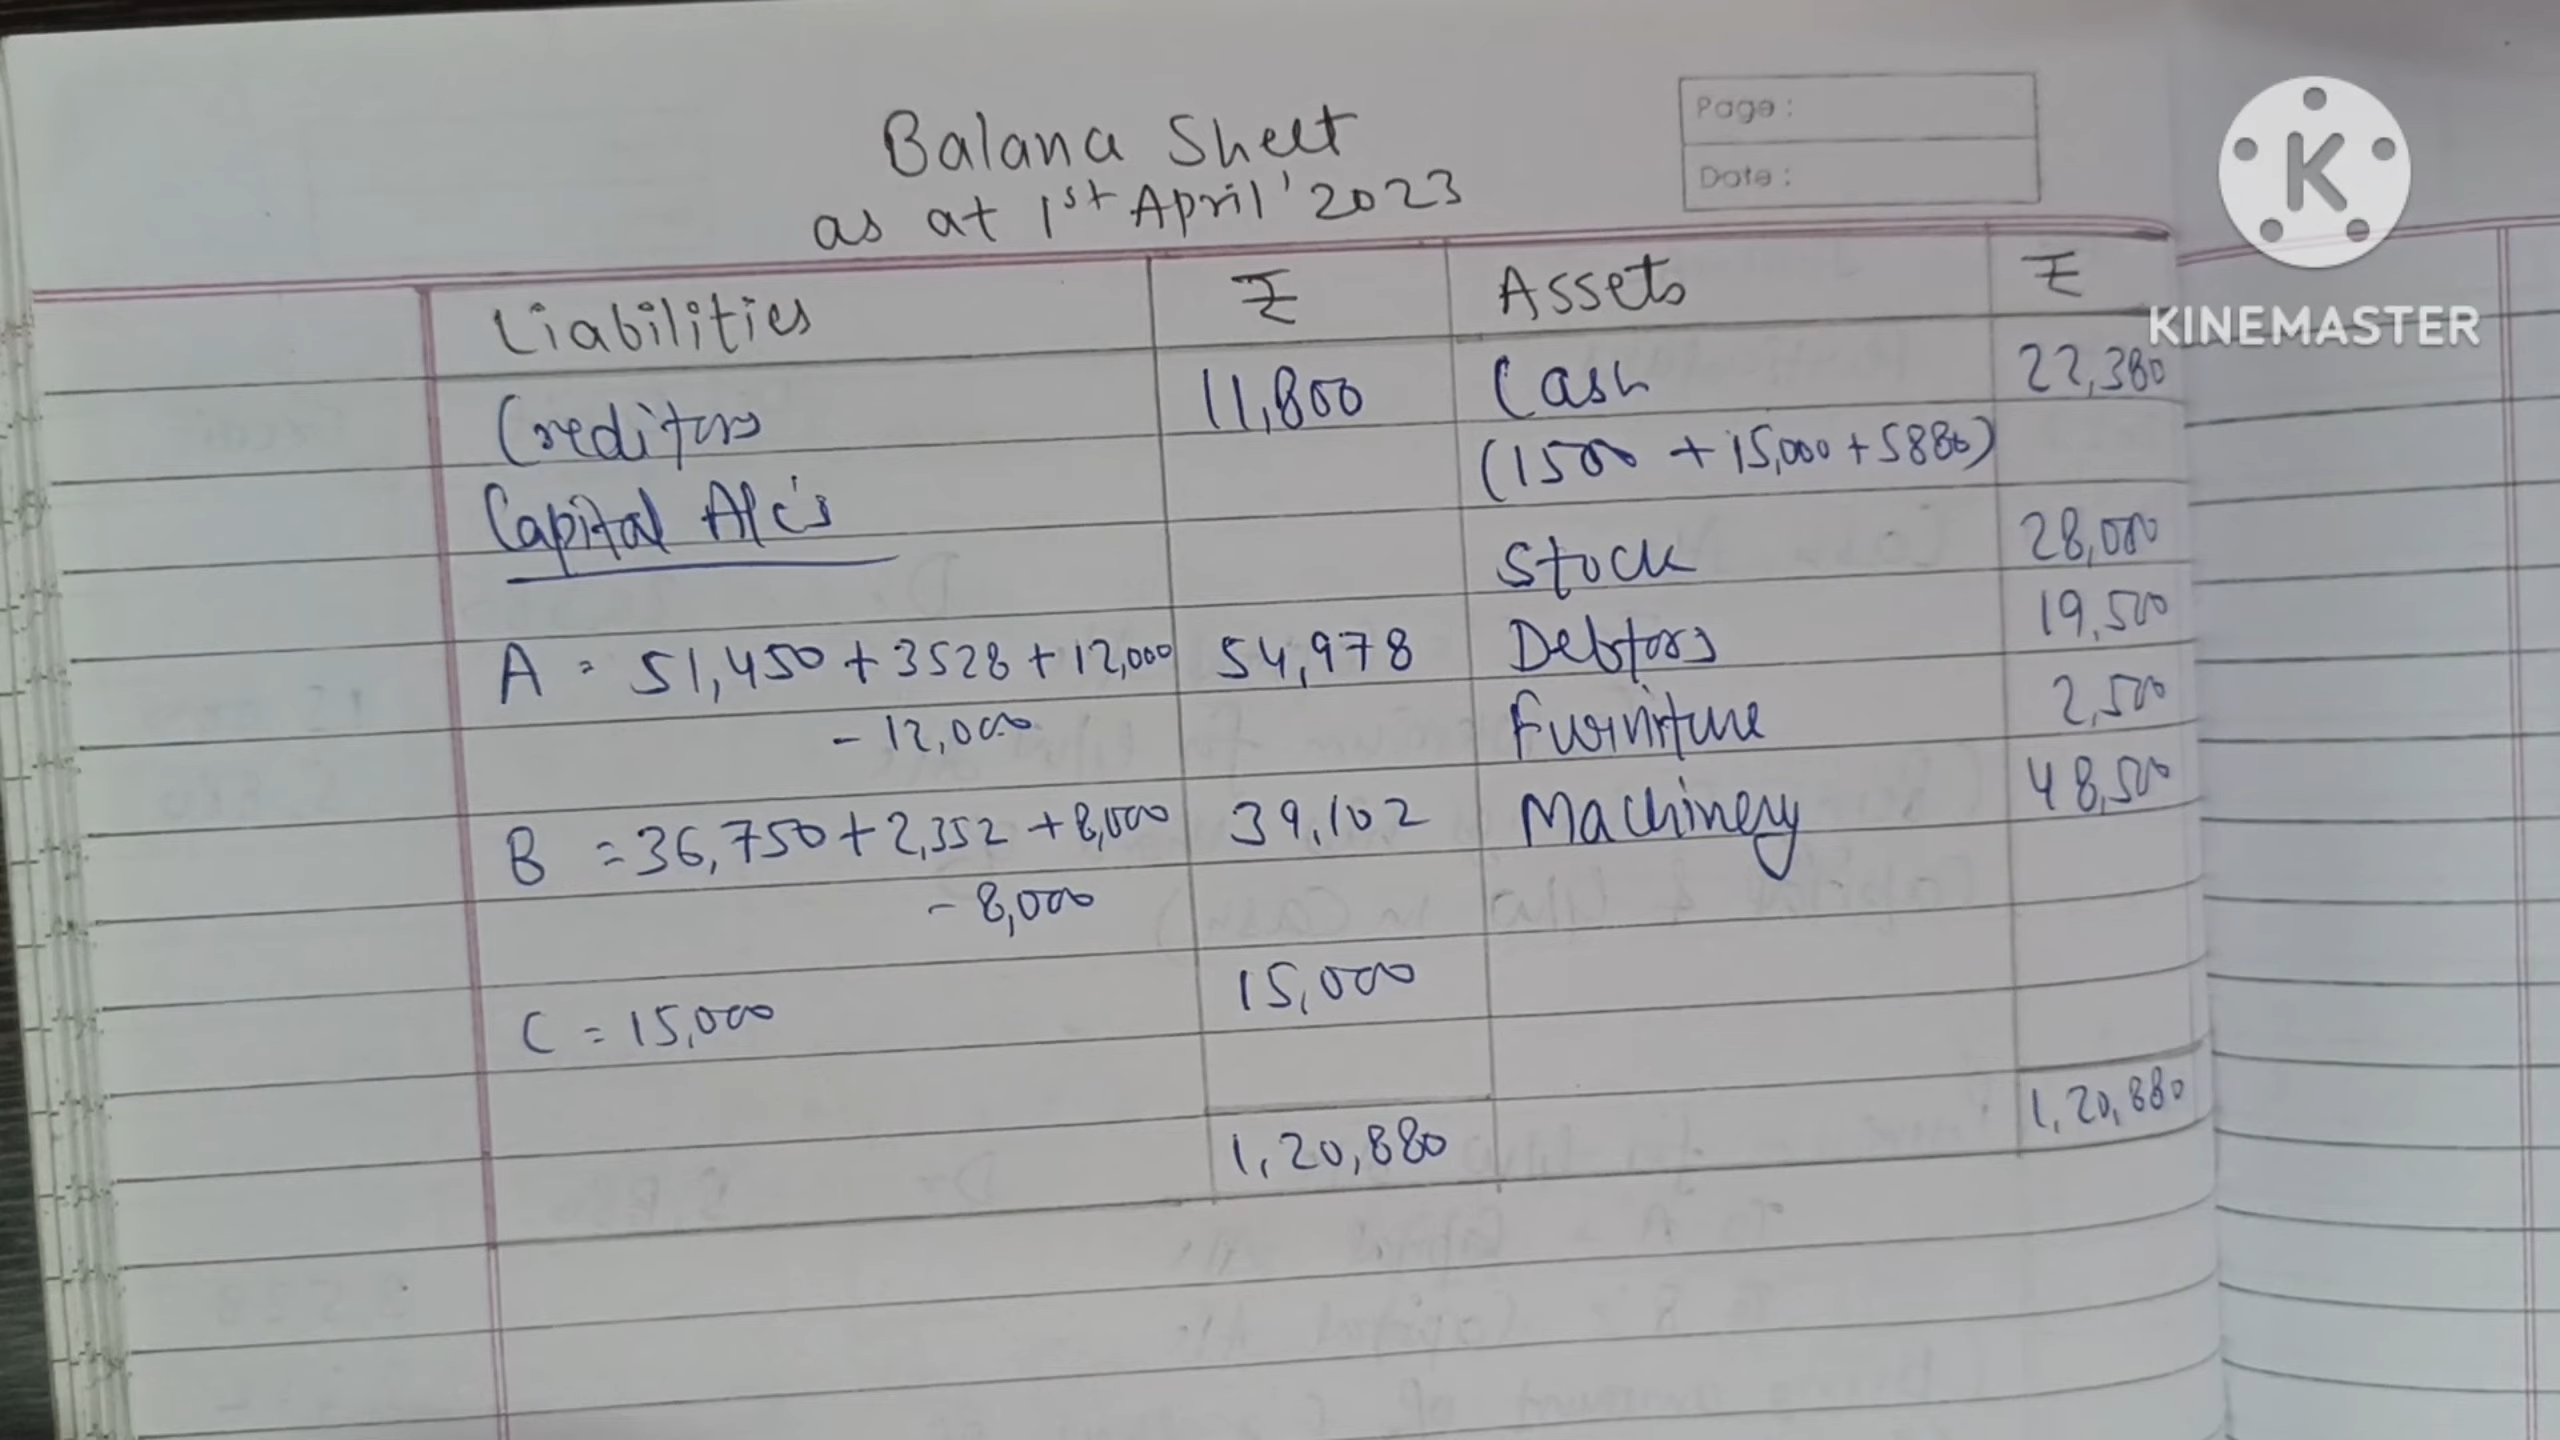 Balance Sheet
as at 1st April' 2023
Page :
Date :
K
KINEMASTER
Liabilities ₹ Assets ₹
Creditors 11,800 Cash 22,380
(1500 + 15,000 + 5880)
Capital A/c's
Stock 28,000
A = 51,450 + 3528 + 12,000 54,978 Debtors 19,500
- 12,000 Furniture 2,500
B = 36,750 + 2,352 + 8,000 39,102 Machinery 48,500
- 8,000
C = 15,000 15,000
1,20,880 1,20,880